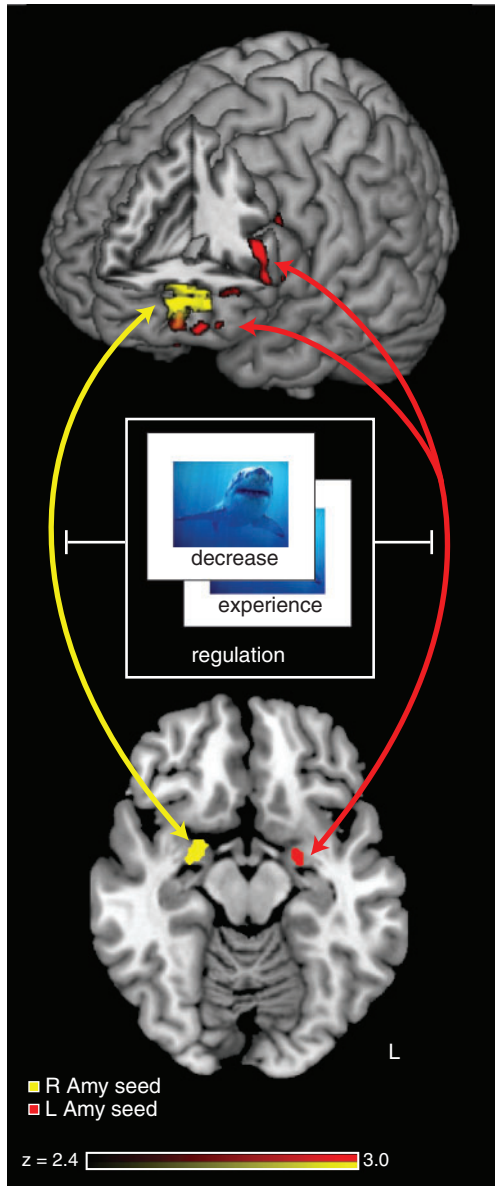 decrease
experience
regulation
L
R Amy seed
L Amy seed
z = 2.4 3.0